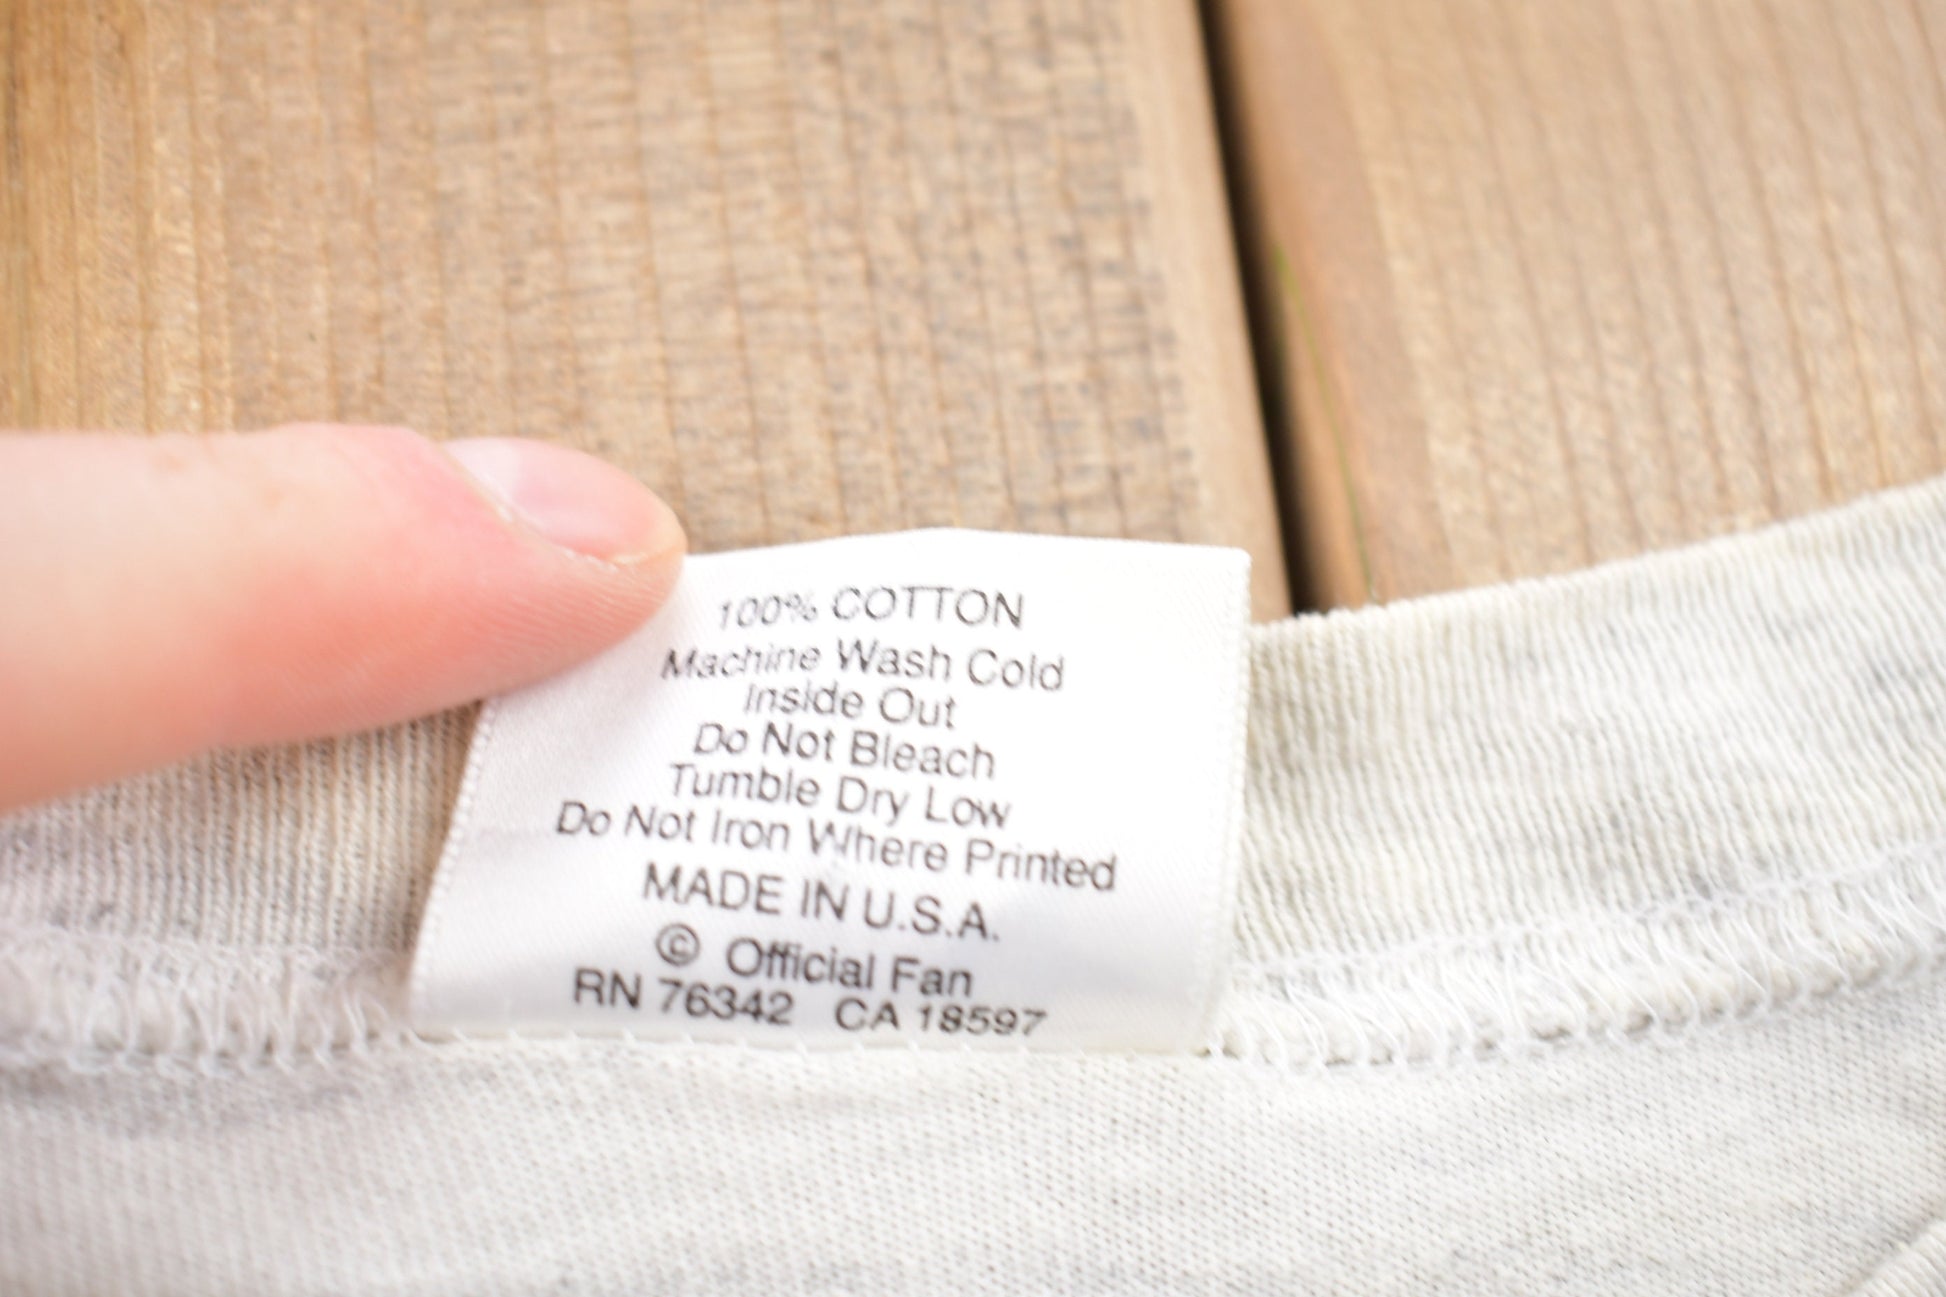 100% COTTON
Machine Wash Cold
Inside Out
Do Not Bleach
Tumble Dry Low
Do Not Iron Where Printed
MADE IN U.S.A.
© Official Fan
RN 76342 CA 18597